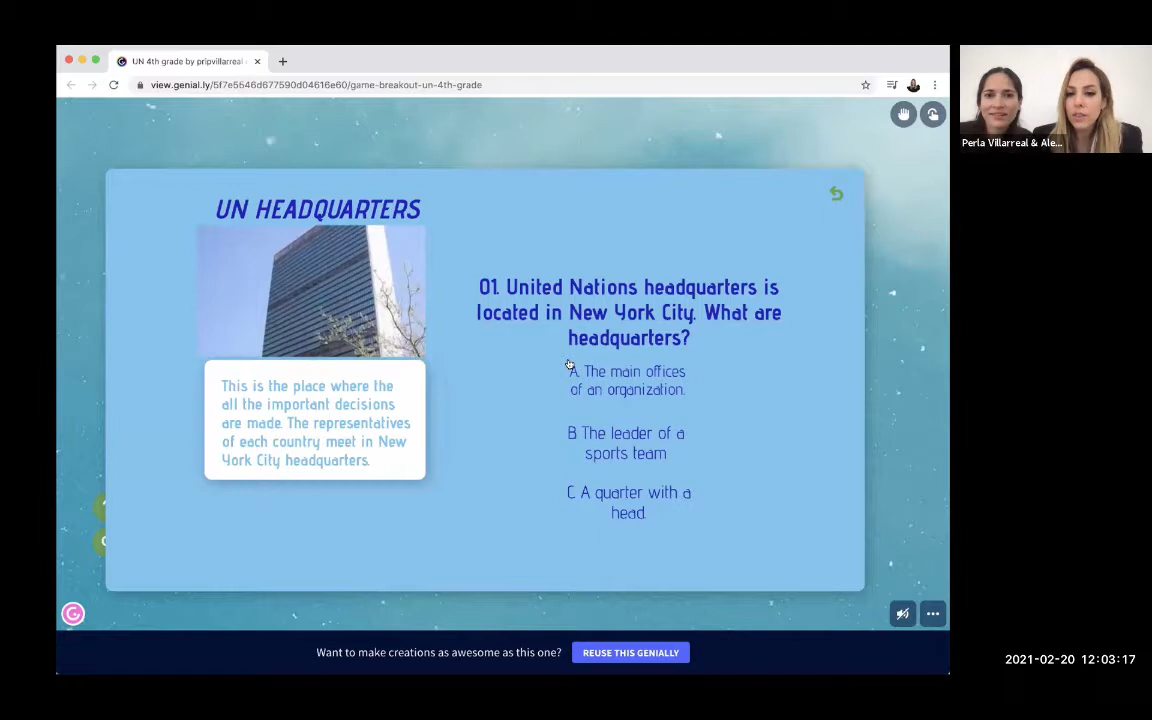 UN 4th grade by pripvillarreal
view.genial.ly/5f7e5546d677590d04616e60/game-breakout-un-4th-grade
Perla Villarreal & Ale...
UN HEADQUARTERS
This is the place where the
all the important decisions
are made. The representatives
of each country meet in New
York City headquarters.
01. United Nations headquarters is
located in New York City. What are
headquarters?
A. The main offices
of an organization.
B The leader of a
sports team
C. A quarter with a
head.
Want to make creations as awesome as this one?
REUSE THIS GENIALLY
2021-02-20 12:03:17